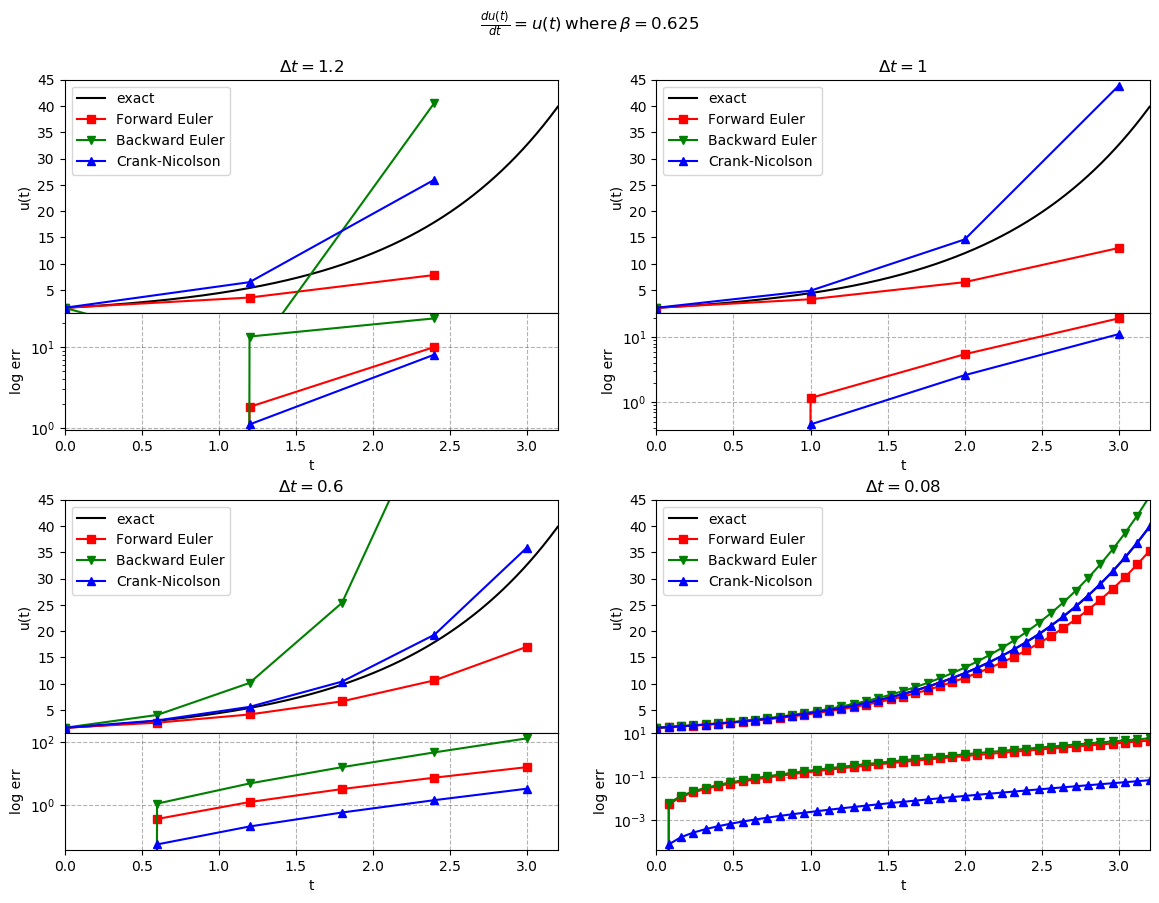 du(t)/dt = u(t) where β = 0.625
Δt = 1.2
45
40
35
30
25
20
15
10
5
u(t)
exact
Forward Euler
Backward Euler
Crank-Nicolson
10¹
10⁰
log err
0.0 0.5 1.0 1.5 2.0 2.5 3.0
t
Δt = 1
45
40
35
30
25
20
15
10
5
u(t)
exact
Forward Euler
Backward Euler
Crank-Nicolson
10¹
10⁰
log err
0.0 0.5 1.0 1.5 2.0 2.5 3.0
t
Δt = 0.6
45
40
35
30
25
20
15
10
5
u(t)
exact
Forward Euler
Backward Euler
Crank-Nicolson
10²
10⁰
log err
0.0 0.5 1.0 1.5 2.0 2.5 3.0
t
Δt = 0.08
45
40
35
30
25
20
15
10
5
u(t)
exact
Forward Euler
Backward Euler
Crank-Nicolson
10¹
10⁻¹
10⁻³
log err
0.0 0.5 1.0 1.5 2.0 2.5 3.0
t